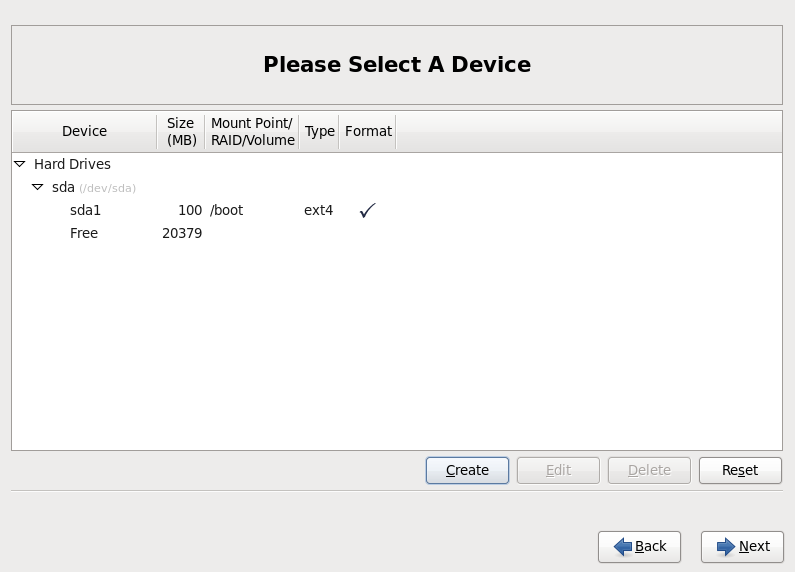 Please Select A Device
Device
Size
(MB)
Mount Point/
RAID/Volume
Type
Format
Hard Drives
sda (/dev/sda)
sda1 100 /boot ext4 ✓
Free 20379
Create Edit Delete Reset
Back Next